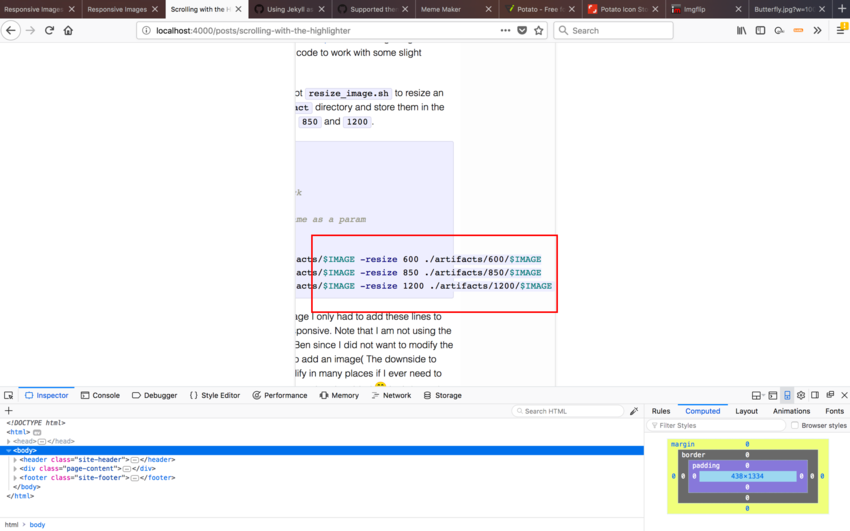 Responsive Images
Responsive Images
Scrolling with the H
Using Jekyll as
Supported then
Meme Maker
Potato - Free f
Potato Icon St
Imgflip
Butterfly.jpg?w=10
localhost:4000/posts/scrolling-with-the-highlighter
Search
code to work with some slight
pt resize_image.sh to resize an
act directory and store them in the
850 and 1200.
me as a param
acts/$IMAGE -resize 600 ./artifacts/600/$IMAGE
acts/$IMAGE -resize 850 ./artifacts/850/$IMAGE
acts/$IMAGE -resize 1200 ./artifacts/1200/$IMAGE
age I only had to add these lines to
sponsive. Note that I am not using the
Ben since I did not want to modify the
o add an image( The downside to
lify in many places if I ever need to
Inspector
Console
Debugger
{ } Style Editor
Performance
Memory
Network
Storage
+
Search HTML
Rules
Computed
Layout
Animations
Fonts
Filter Styles
Browser styles
<!DOCTYPE html>
<html>
<head></head>
<body>
<header class="site-header"></header>
<div class="page-content"></div>
<footer class="site-footer"></footer>
</body>
</html>
margin 0
border 0
padding 0
0 0 0 438×1334 0 0 0
0
0
0
html > body